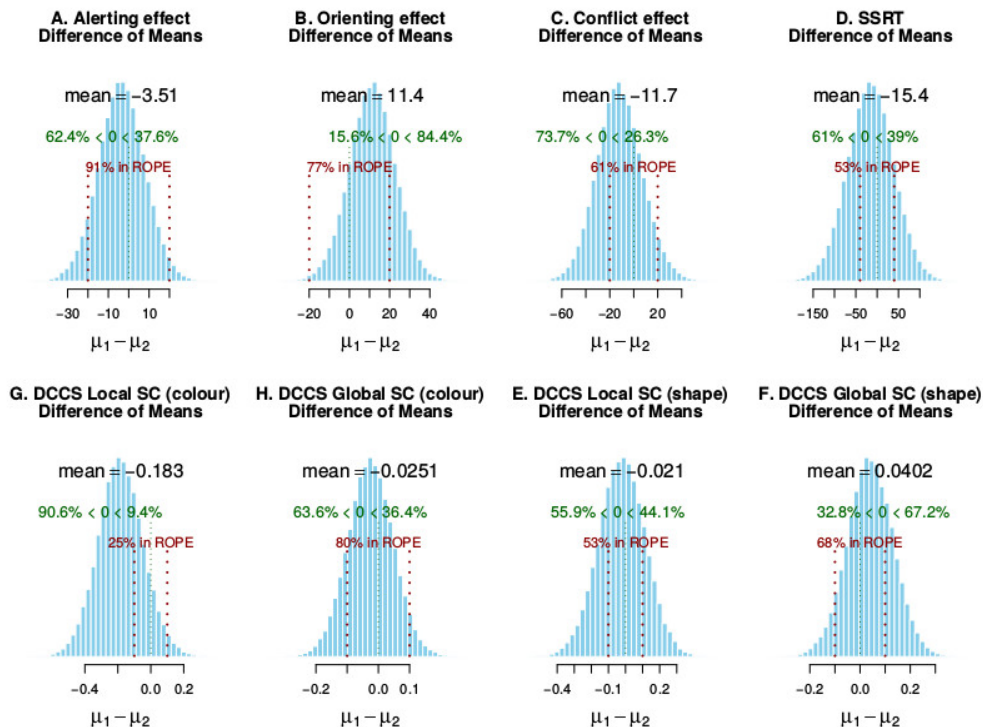 A. Alerting effect
Difference of Means
mean = −3.51
62.4% < 0 < 37.6%
91% in ROPE
−30 −10 10
μ1 − μ2
B. Orienting effect
Difference of Means
mean = 11.4
15.6% < 0 < 84.4%
77% in ROPE
−20 0 20 40
μ1 − μ2
C. Conflict effect
Difference of Means
mean = −11.7
73.7% < 0 < 26.3%
61% in ROPE
−60 −20 20
μ1 − μ2
D. SSRT
Difference of Means
mean = −15.4
61% < 0 < 39%
53% in ROPE
−150 −50 50
μ1 − μ2
G. DCCS Local SC (colour)
Difference of Means
mean = −0.183
90.6% < 0 < 9.4%
25% in ROPE
−0.4 0.0 0.2
μ1 − μ2
H. DCCS Global SC (colour)
Difference of Means
mean = −0.0251
63.6% < 0 < 36.4%
80% in ROPE
−0.2 0.0 0.1
μ1 − μ2
E. DCCS Local SC (shape)
Difference of Means
mean = −0.021
55.9% < 0 < 44.1%
53% in ROPE
−0.4 −0.1 0.2
μ1 − μ2
F. DCCS Global SC (shape)
Difference of Means
mean = 0.0402
32.8% < 0 < 67.2%
68% in ROPE
−0.2 0.0 0.2
μ1 − μ2